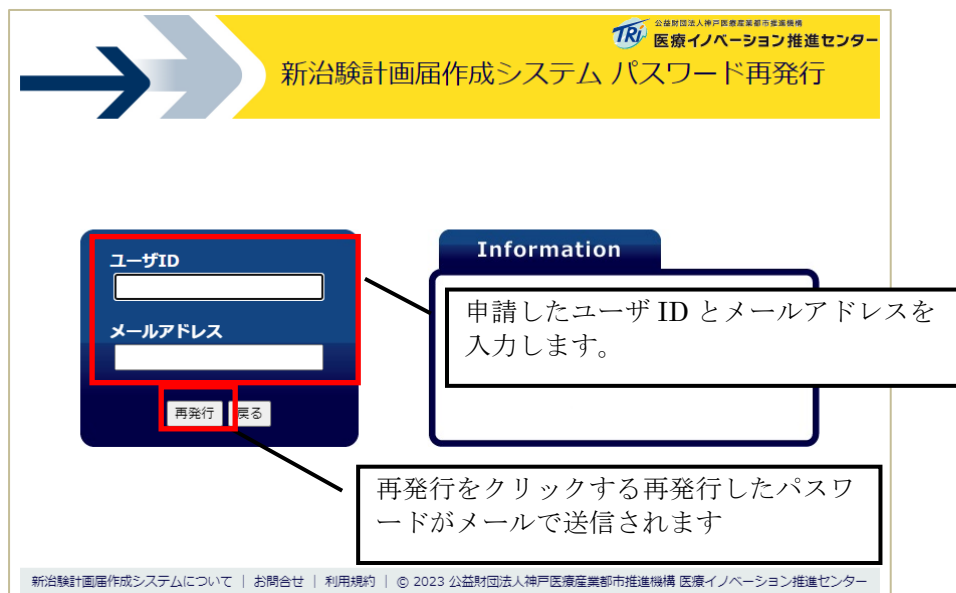 公益財団法人神戸医療産業都市推進機構
TRi 医療イノベーション推進センター
新治験計画届作成システム パスワード再発行
ユーザID
メールアドレス
再発行 戻る
Information
申請したユーザ ID とメールアドレスを
入力します。
再発行をクリックする再発行したパスワ
ードがメールで送信されます
新治験計画届作成システムについて | お問合せ | 利用規約 | © 2023 公益財団法人神戸医療産業都市推進機構 医療イノベーション推進センター